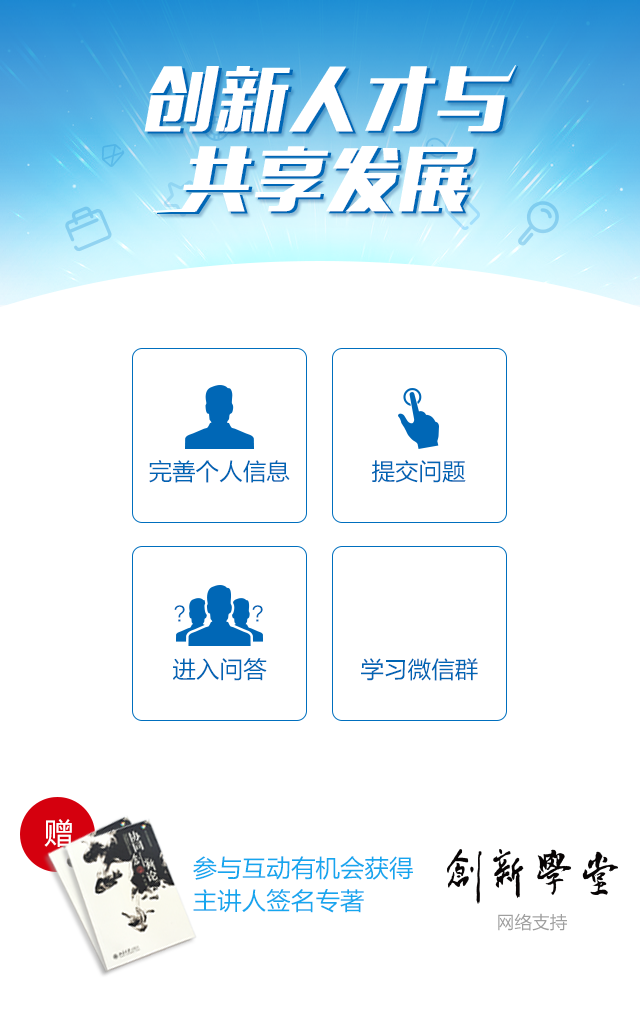 创新人才与
共享发展
完善个人信息
提交问题
进入问答
学习微信群
赠
协同创
参与互动有机会获得
主讲人签名专著
創新學堂
网络支持